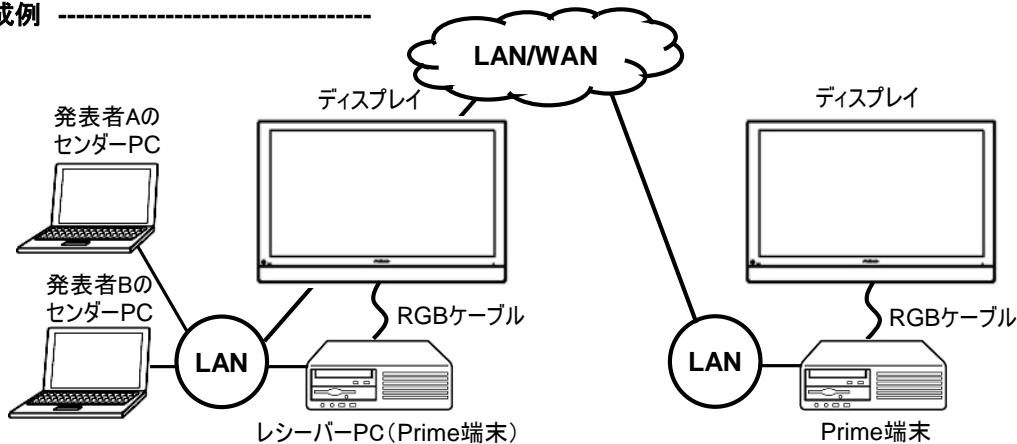 成例
LAN/WAN
ディスプレイ
ディスプレイ
発表者Aの
センダーPC
発表者Bの
センダーPC
RGBケーブル
RGBケーブル
LAN
LAN
レシーバーPC（Prime端末）
Prime端末